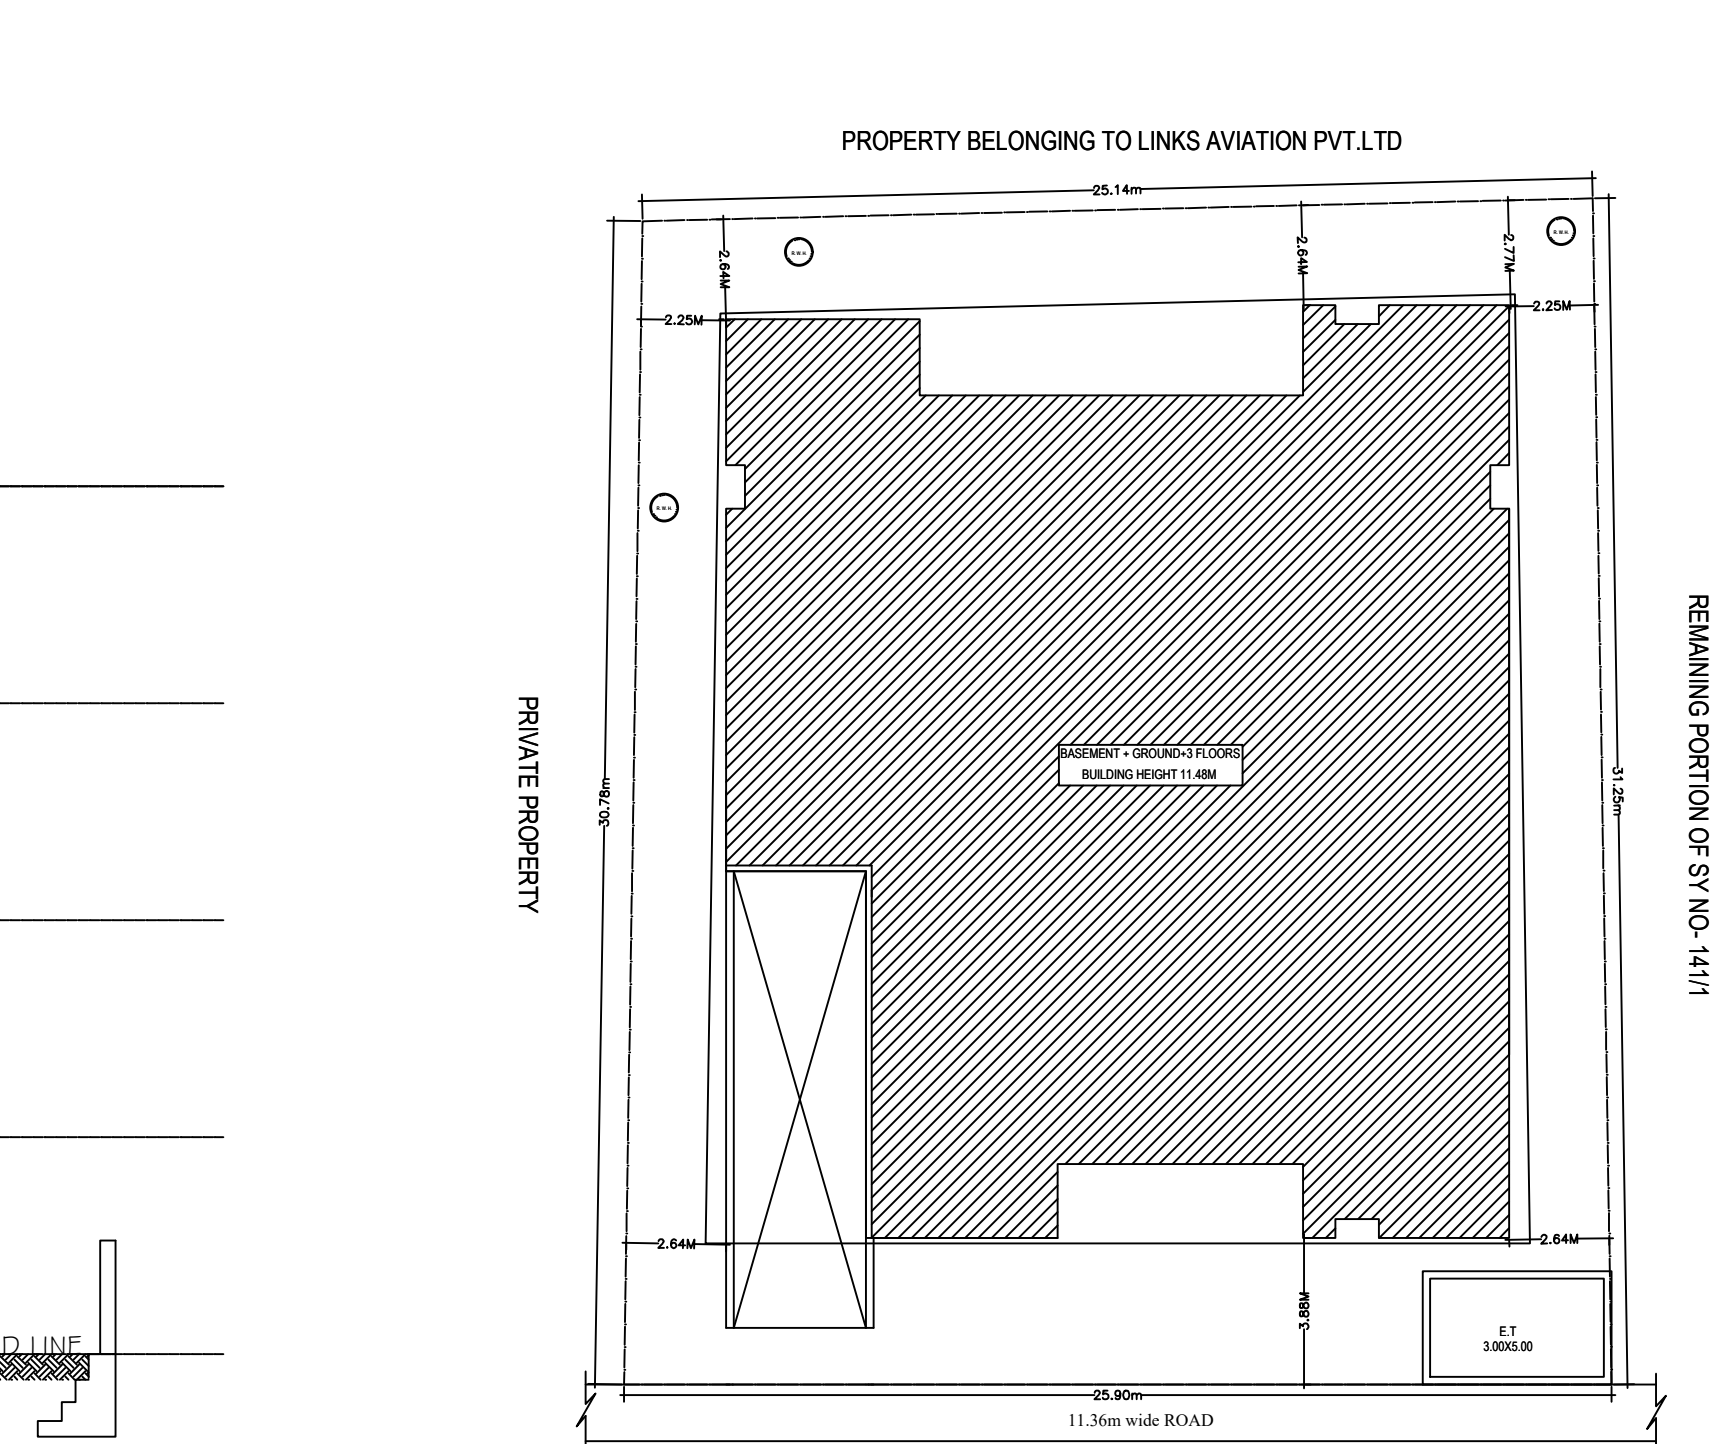 PROPERTY BELONGING TO LINKS AVIATION PVT.LTD
25.14m
R.W.H.
R.W.H.
2.64M
2.64M
2.77M
2.25M
2.25M
R.W.H.
REMAINING PORTION OF SY NO- 141/1
PRIVATE PROPERTY
BASEMENT + GROUND+3 FLOORS
BUILDING HEIGHT 11.48M
30.78m
31.25m
2.64M
2.64M
3.88M
E.T
3.00X5.00
D LINE
25.90m
11.36m wide ROAD